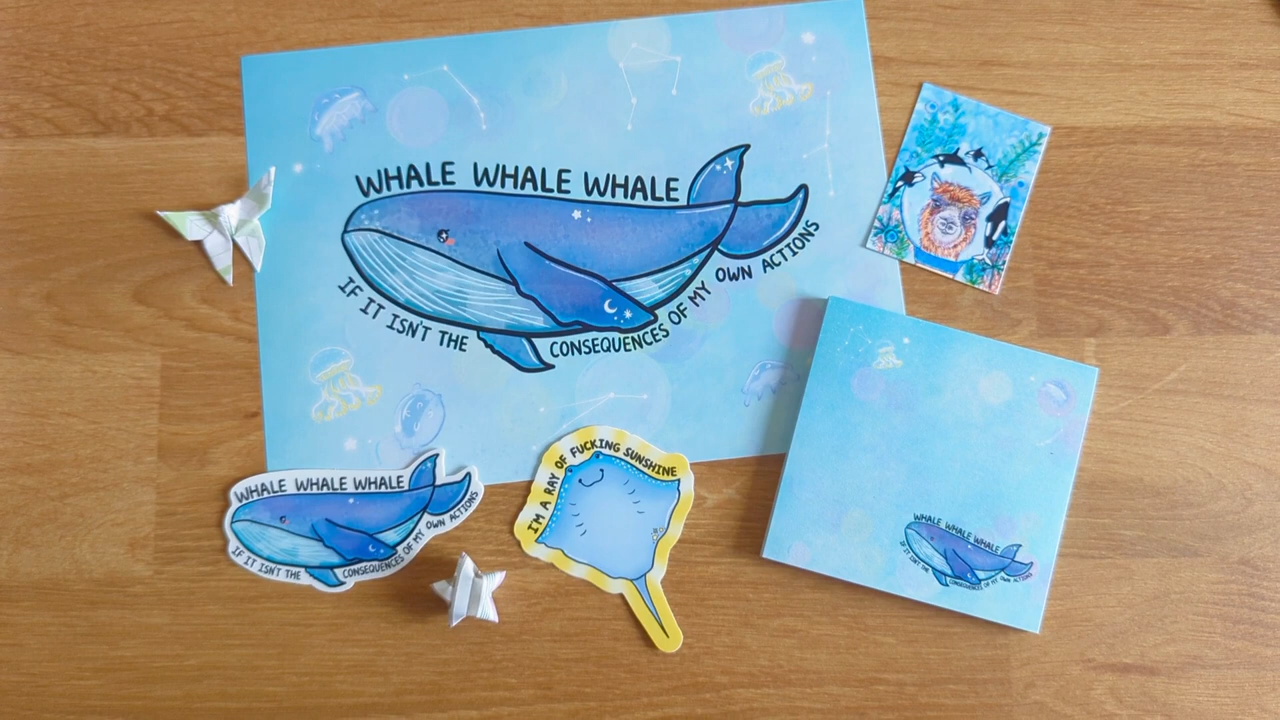 WHALE WHALE WHALE
IF IT ISN'T THE CONSEQUENCES OF MY OWN ACTIONS
WHALE WHALE WHALE
IF IT ISN'T THE CONSEQUENCES OF MY OWN ACTIONS
I'M A RAY OF FUCKING SUNSHINE
WHALE WHALE WHALE
IF IT ISN'T THE CONSEQUENCES OF MY OWN ACTIONS